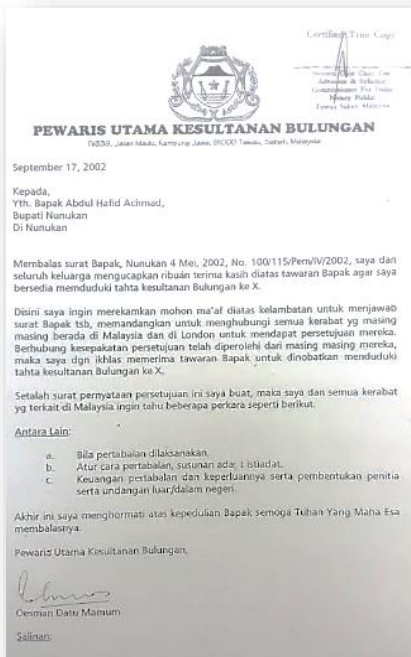 Certified True Copy
Notary Public
PEWARIS UTAMA KESULTANAN BULUNGAN
September 17, 2002
Kepada,
Yth. Bapak Abdul Hafid Achmad,
Bupati Nunukan
Di Nunukan
Membalas surat Bapak, Nunukan 4 Mei, 2002, No. 100/115/Pem/IV/2002, saya dan
seluruh keluarga mengucapkan ribuan terima kasih diatas tawaran Bapak agar saya
bersedia memduduki tahta kesultanan Bulungan ke X.
Disini saya ingin merekamkan mohon ma'af diatas kelambatan untuk menjawab
surat Bapak tsb, memandangkan untuk menghubungi semua kerabat yg masing
masing berada di Malaysia dan di London untuk mendapat persetujuan mereka.
Berhubung kesepakatan persetujuan telah diperolehi dari masing masing mereka,
maka saya dgn ikhlas memerima tawaran Bapak untuk dinobatkan menduduki
tahta kesultanan Bulungan ke X.
Setalah surat pernyataan persetujuan ini saya buat, maka saya dan semua kerabat
yg terkait di Malaysia ingin tahu beberapa perkara seperti berikut.
Antara Lain:
a. Bila pertabalan dilaksanakan.
b. Atur cara pertabalan, susunan adat istiadat.
c. Keuangan pertabalan dan keperluannya serta pembentukan penitia
serta undangan luar/dalam negeri.
Akhir ini saya menghormati atas kepedulian Bapak semoga Tuhan Yang Maha Esa
membalasnya.
Pewaris Utama Kesultanan Bulungan,
Oesman Datu Mamum
Salinan: